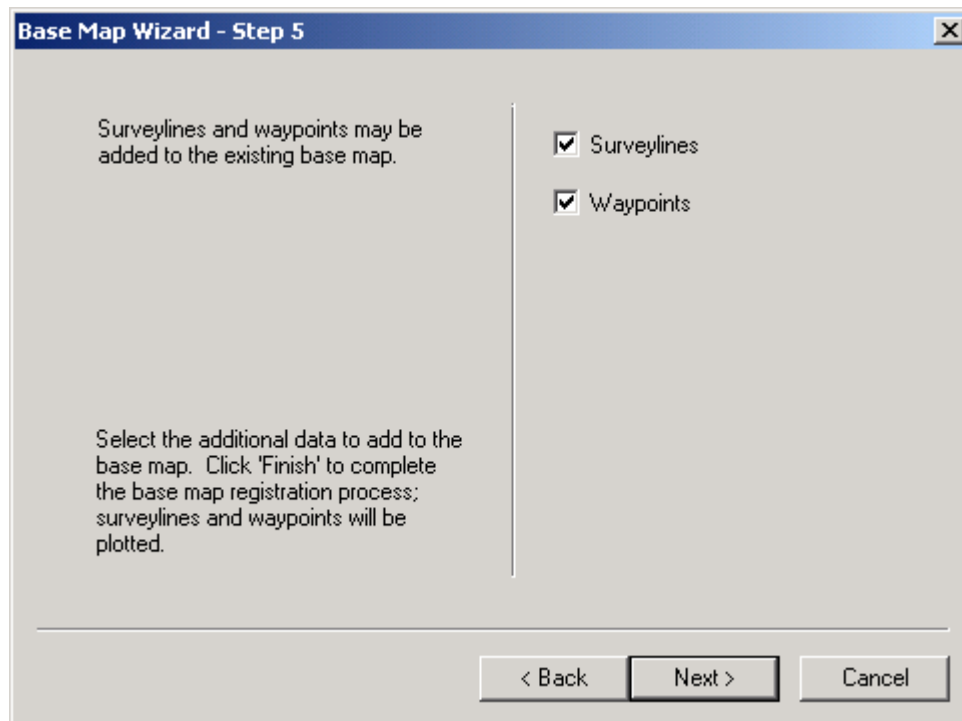 Base Map Wizard - Step 5
Surveylines and waypoints may be
added to the existing base map.
Surveylines
Waypoints
Select the additional data to add to the
base map.  Click 'Finish' to complete
the base map registration process;
surveylines and waypoints will be
plotted.
< Back
Next >
Cancel